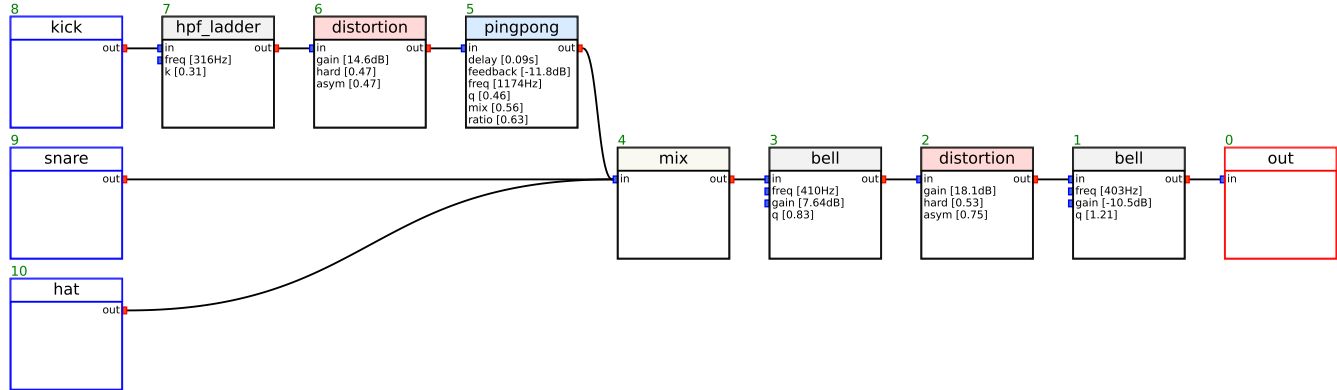 8
kick
out
7
hpf_ladder
in out
freq [316Hz]
k [0.31]
6
distortion
in out
gain [14.6dB]
hard [0.47]
asym [0.47]
5
pingpong
in out
delay [0.09s]
feedback [-11.8dB]
freq [1174Hz]
q [0.46]
mix [0.56]
ratio [0.63]
9
snare
out
4
mix
in out
3
bell
in out
freq [410Hz]
gain [7.64dB]
q [0.83]
2
distortion
in out
gain [18.1dB]
hard [0.53]
asym [0.75]
1
bell
in out
freq [403Hz]
gain [-10.5dB]
q [1.21]
0
out
in
10
hat
out